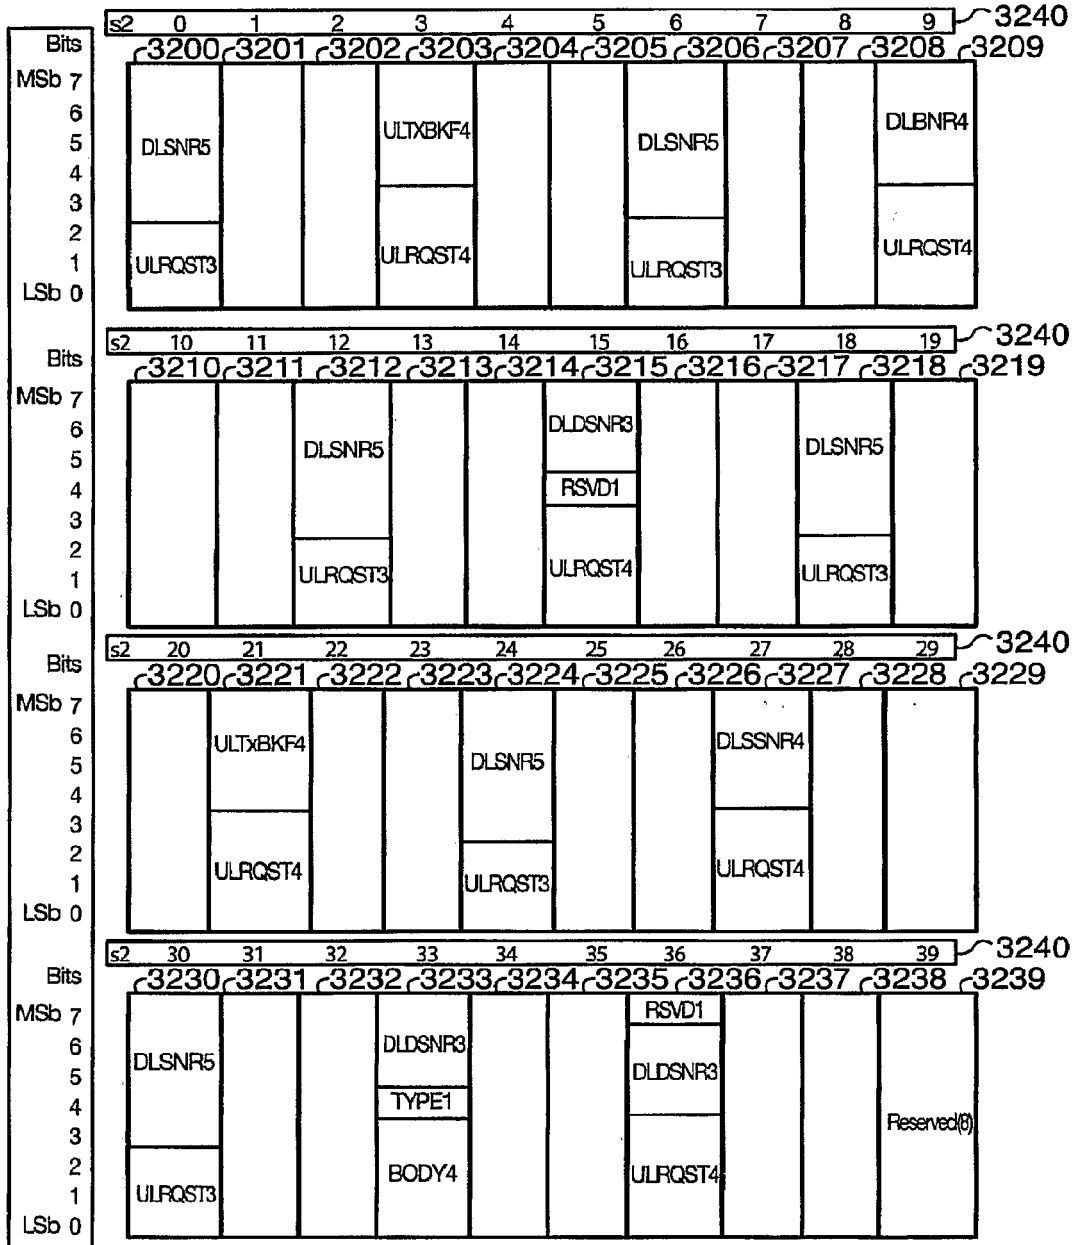 s2 0 1 2 3 4 5 6 7 8 9 3240
Bits 3200 3201 3202 3203 3204 3205 3206 3207 3208 3209
MSb 7
6
5
4
3
2
1
LSb 0
DLSNR5
ULRQST3
ULTXBKF4
ULRQST4
DLSNR5
ULRQST3
DLBNR4
ULRQST4
s2 10 11 12 13 14 15 16 17 18 19 3240
Bits 3210 3211 3212 3213 3214 3215 3216 3217 3218 3219
MSb 7
6
5
4
3
2
1
LSb 0
DLSNR5
ULRQST3
DLDSNR3
RSVD1
ULRQST4
DLSNR5
ULRQST3
s2 20 21 22 23 24 25 26 27 28 29 3240
Bits 3220 3221 3222 3223 3224 3225 3226 3227 3228 3229
MSb 7
6
5
4
3
2
1
LSb 0
ULTxBKF4
ULRQST4
DLSNR5
ULRQST3
DLSSNR4
ULRQST4
s2 30 31 32 33 34 35 36 37 38 39 3240
Bits 3230 3231 3232 3233 3234 3235 3236 3237 3238 3239
MSb 7
6
5
4
3
2
1
LSb 0
DLSNR5
ULRQST3
DLDSNR3
TYPE1
BODY4
RSVD1
DLDSNR3
ULRQST4
Reserved(8)